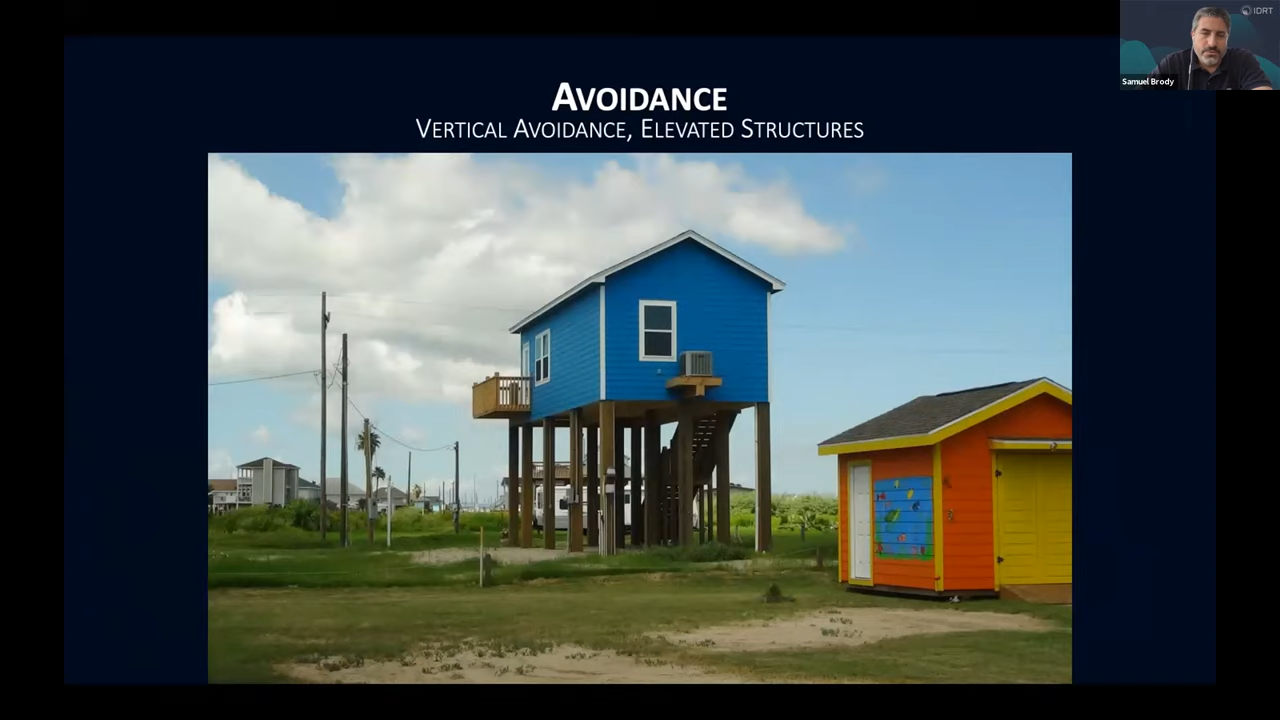 AVOIDANCE
VERTICAL AVOIDANCE, ELEVATED STRUCTURES
IDRT
Samuel Brody